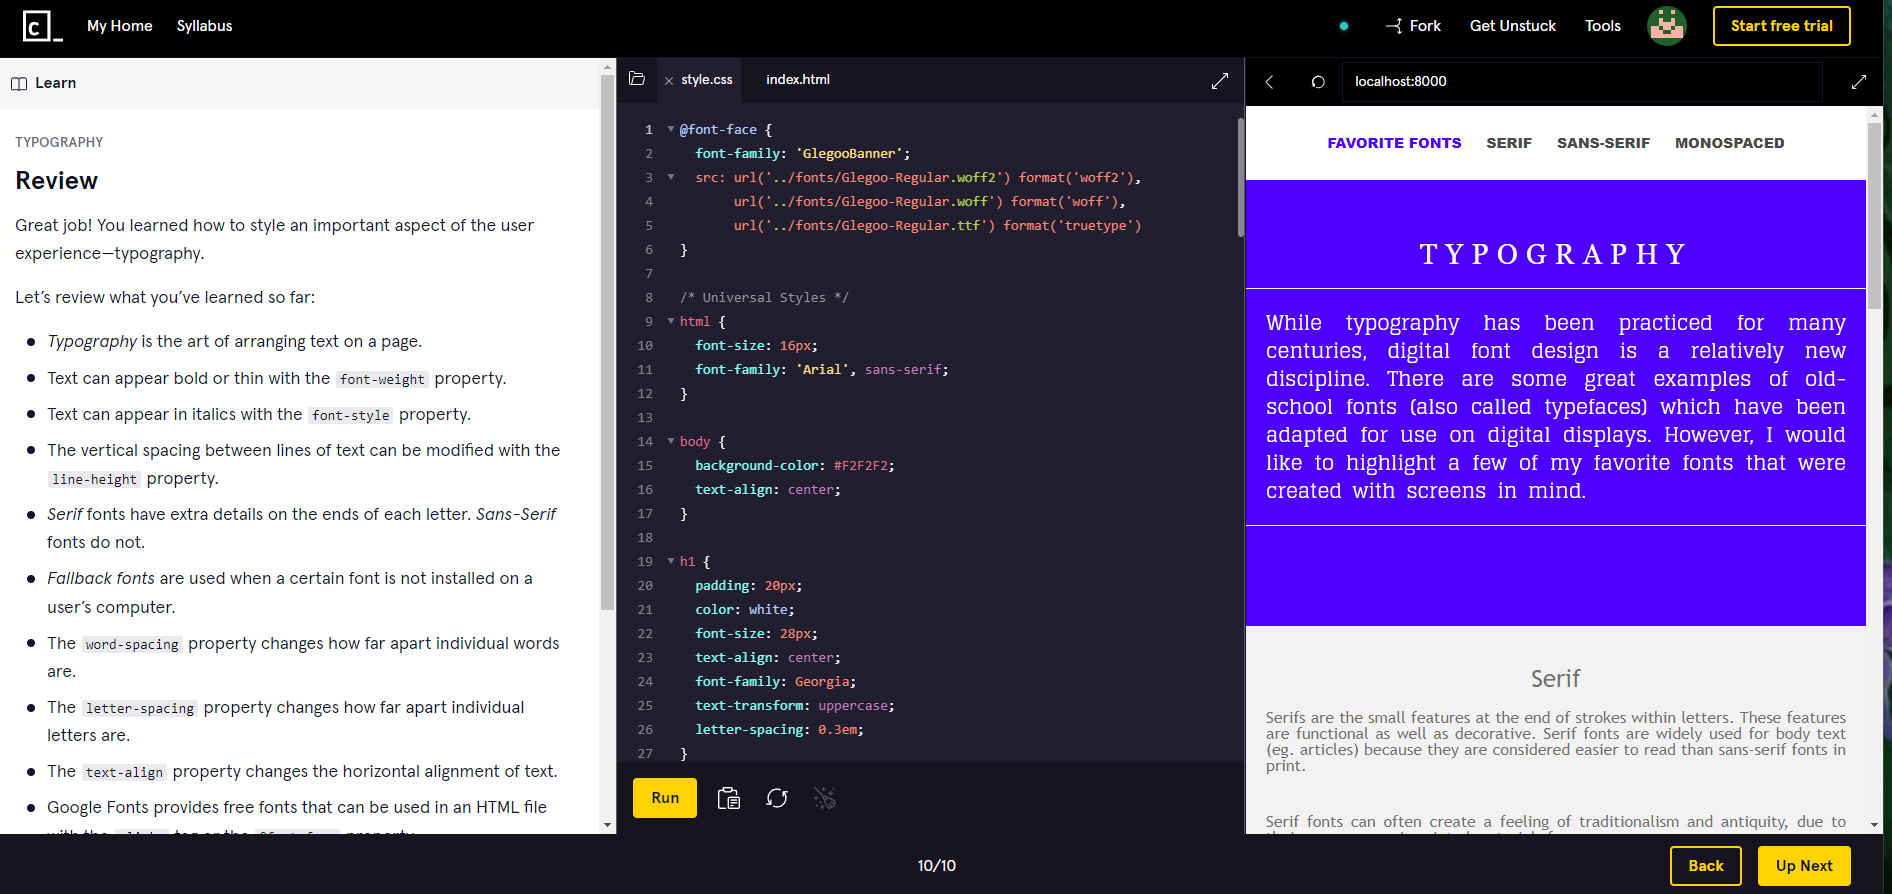 c_
My Home
Syllabus
Fork
Get Unstuck
Tools
Start free trial
Learn
TYPOGRAPHY
Review
Great job! You learned how to style an important aspect of the user
experience—typography.
Let's review what you've learned so far:
Typography is the art of arranging text on a page.
Text can appear bold or thin with the font-weight property.
Text can appear in italics with the font-style property.
The vertical spacing between lines of text can be modified with the
line-height property.
Serif fonts have extra details on the ends of each letter. Sans-Serif
fonts do not.
Fallback fonts are used when a certain font is not installed on a
user's computer.
The word-spacing property changes how far apart individual words
are.
The letter-spacing property changes how far apart individual
letters are.
The text-align property changes the horizontal alignment of text.
Google Fonts provides free fonts that can be used in an HTML file
style.css
index.html
1 @font-face {
2 font-family: 'GlegooBanner';
3 src: url('../fonts/Glegoo-Regular.woff2') format('woff2'),
4 url('../fonts/Glegoo-Regular.woff') format('woff'),
5 url('../fonts/Glegoo-Regular.ttf') format('truetype')
6 }
7
8 /* Universal Styles */
9 html {
10 font-size: 16px;
11 font-family: 'Arial', sans-serif;
12 }
13
14 body {
15 background-color: #F2F2F2;
16 text-align: center;
17 }
18
19 h1 {
20 padding: 20px;
21 color: white;
22 font-size: 28px;
23 text-align: center;
24 font-family: Georgia;
25 text-transform: uppercase;
26 letter-spacing: 0.3em;
27 }
Run
localhost:8000
FAVORITE FONTS SERIF SANS-SERIF MONOSPACED
TYPOGRAPHY
While typography has been practiced for many
centuries, digital font design is a relatively new
discipline. There are some great examples of old-
school fonts (also called typefaces) which have been
adapted for use on digital displays. However, I would
like to highlight a few of my favorite fonts that were
created with screens in mind.
Serif
Serifs are the small features at the end of strokes within letters. These features
are functional as well as decorative. Serif fonts are widely used for body text
(eg. articles) because they are considered easier to read than sans-serif fonts in
print.
Serif fonts can often create a feeling of traditionalism and antiquity, due to
10/10
Back
Up Next